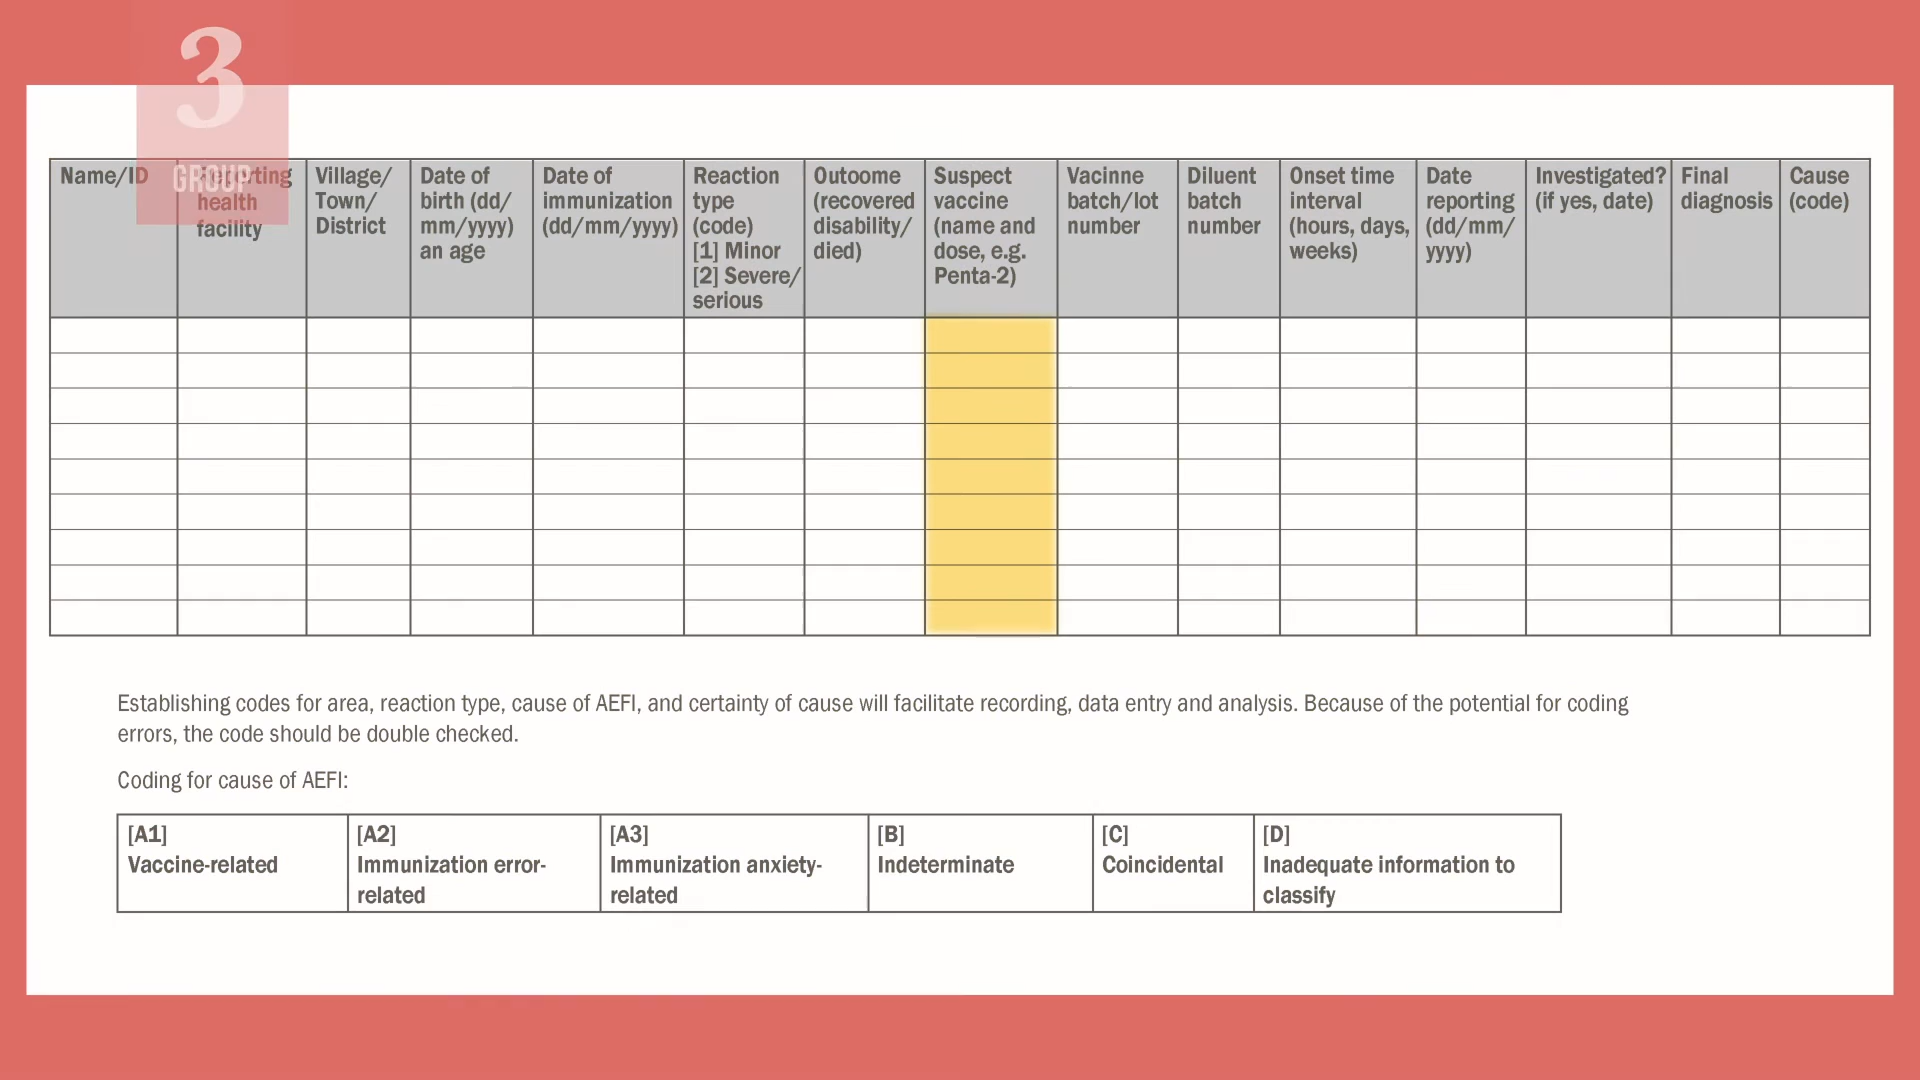 3
GROUP
Name/ID
Reporting
health
facility
Village/
Town/
District
Date of
birth (dd/
mm/yyyy)
an age
Date of
immunization
(dd/mm/yyyy)
Reaction
type
(code)
[1] Minor
[2] Severe/
serious
Outoome
(recovered
disability/
died)
Suspect
vaccine
(name and
dose, e.g.
Penta-2)
Vacinne
batch/lot
number
Diluent
batch
number
Onset time
interval
(hours, days,
weeks)
Date
reporting
(dd/mm/
yyyy)
Investigated?
(if yes, date)
Final
diagnosis
Cause
(code)
Establishing codes for area, reaction type, cause of AEFI, and certainty of cause will facilitate recording, data entry and analysis. Because of the potential for coding
errors, the code should be double checked.
Coding for cause of AEFI:
[A1]
Vaccine-related
[A2]
Immunization error-
related
[A3]
Immunization anxiety-
related
[B]
Indeterminate
[C]
Coincidental
[D]
Inadequate information to
classify